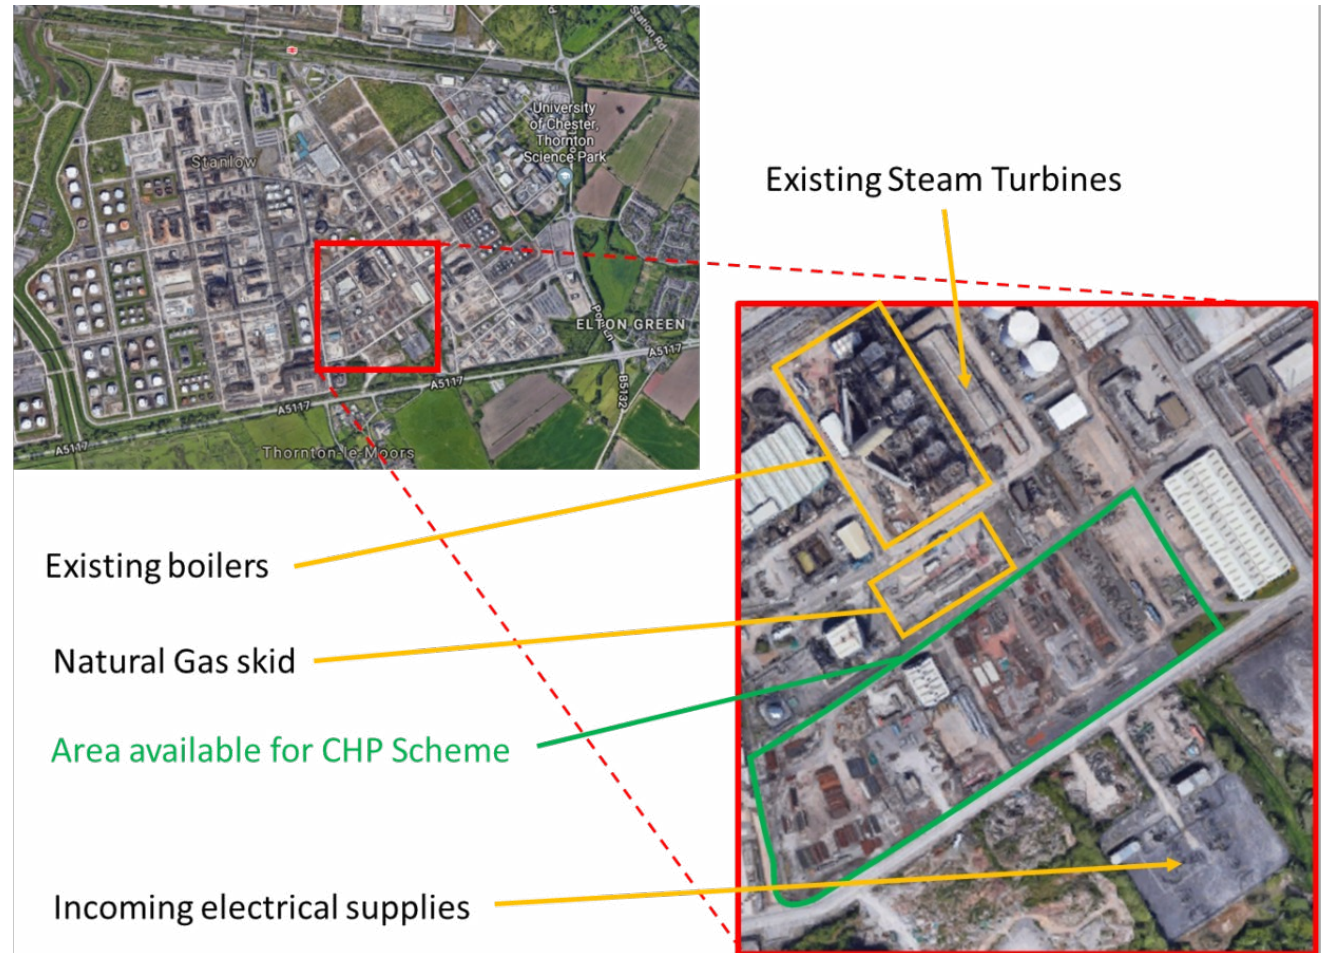 Station Rd
University
of Chester,
Thornton
Science Park
Stanlow
Existing Steam Turbines
ELTON GREEN
A5117
A5117
A5117
A5117
B5132
Thornton-le-Moors
Existing boilers
Natural Gas skid
Area available for CHP Scheme
Incoming electrical supplies